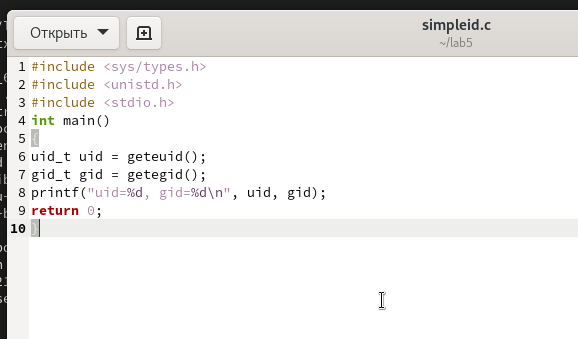 Открыть
simpleid.c
~/lab5
1 #include <sys/types.h>
2 #include <unistd.h>
3 #include <stdio.h>
4 int main()
5 {
6 uid_t uid = geteuid();
7 gid_t gid = getegid();
8 printf("uid=%d, gid=%d\n", uid, gid);
9 return 0;
10 }